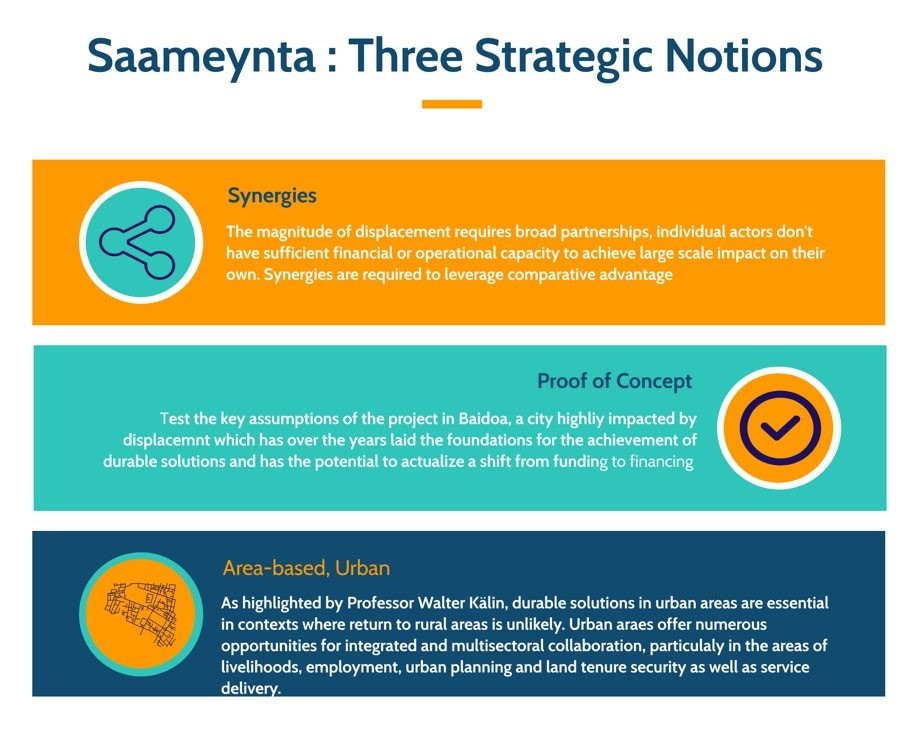 Saameynta : Three Strategic Notions
Synergies
The magnitude of displacement requires broad partnerships, individual actors don't
have sufficient financial or operational capacity to achieve large scale impact on their
own. Synergies are required to leverage comparative advantage
Proof of Concept
Test the key assumptions of the project in Baidoa, a city highliy impacted by
displacemnt which has over the years laid the foundations for the achievement of
durable solutions and has the potential to actualize a shift from funding to financing
Area-based, Urban
As highlighted by Professor Walter Kälin, durable solutions in urban areas are essential
in contexts where return to rural areas is unlikely. Urban araes offer numerous
opportunities for integrated and multisectoral collaboration, particulaly in the areas of
livelihoods, employment, urban planning and land tenure security as well as service
delivery.